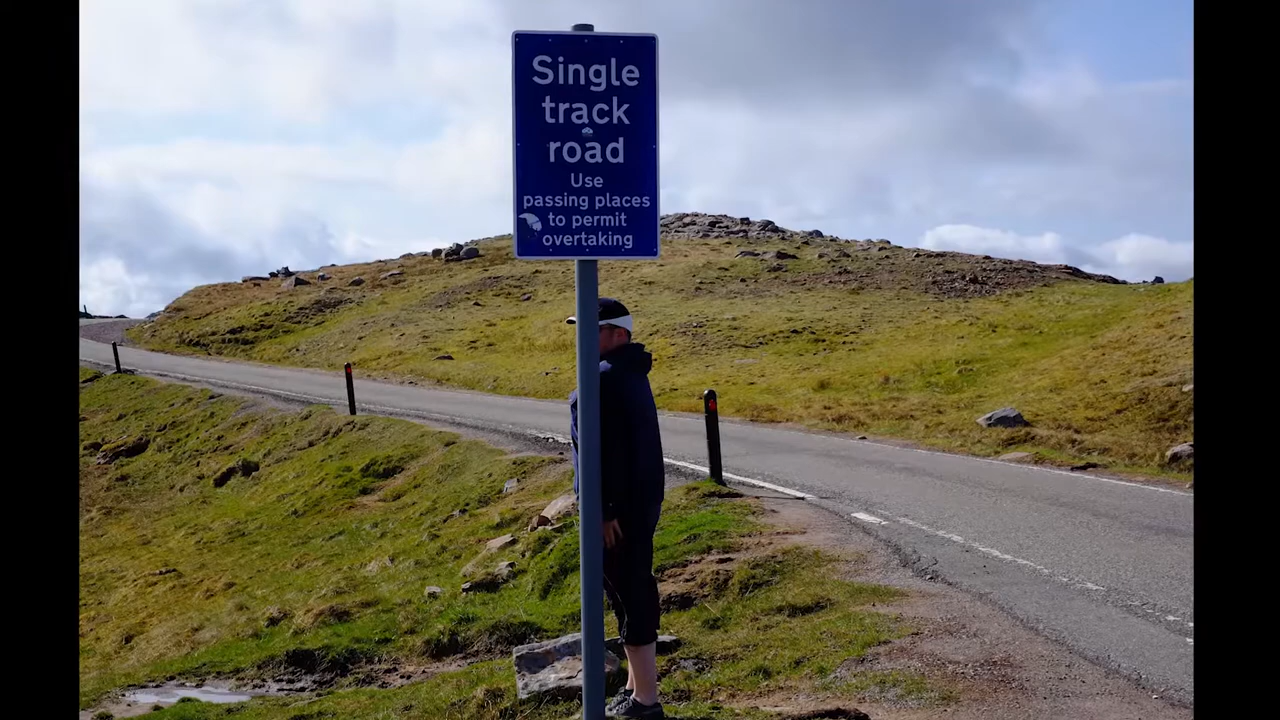 Single
track
road
Use
passing places
to permit
overtaking